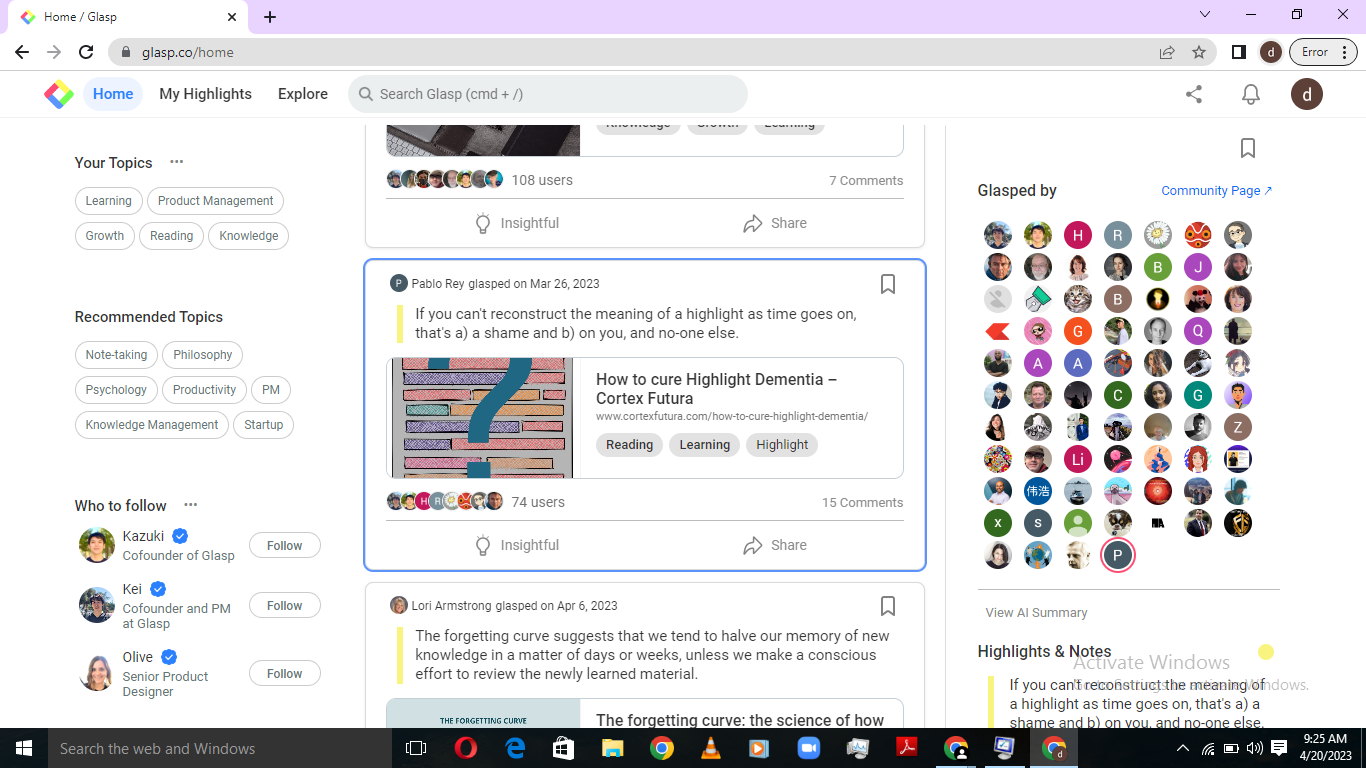 Home / Glasp
glasp.co/home
d
Error
Home
My Highlights
Explore
Search Glasp (cmd + /)
d
Your Topics
Learning
Product Management
Growth
Reading
Knowledge
Recommended Topics
Note-taking
Philosophy
Psychology
Productivity
PM
Knowledge Management
Startup
Who to follow
Kazuki
Cofounder of Glasp
Follow
Kei
Cofounder and PM
at Glasp
Follow
Olive
Senior Product
Designer
Follow
Knowledge
Growth
Learning
108 users
7 Comments
Insightful
Share
P
Pablo Rey glasped on Mar 26, 2023
If you can't reconstruct the meaning of a highlight as time goes on,
that's a) a shame and b) on you, and no-one else.
?
How to cure Highlight Dementia –
Cortex Futura
www.cortexfutura.com/how-to-cure-highlight-dementia/
Reading
Learning
Highlight
H R
74 users
15 Comments
Insightful
Share
Lori Armstrong glasped on Apr 6, 2023
The forgetting curve suggests that we tend to halve our memory of new
knowledge in a matter of days or weeks, unless we make a conscious
effort to review the newly learned material.
THE FORGETTING CURVE
The forgetting curve: the science of how
Glasped by
Community Page ↗
H R
B J
B
G Q
A A
C G
Z
Li
伟浩
X S
P
View AI Summary
Highlights & Notes
If you can't reconstruct the meaning of
a highlight as time goes on, that's a) a
shame and b) on you, and no-one else.
Activate Windows
Go to Settings to activate Windows.
Search the web and Windows
d
9:25 AM
4/20/2023